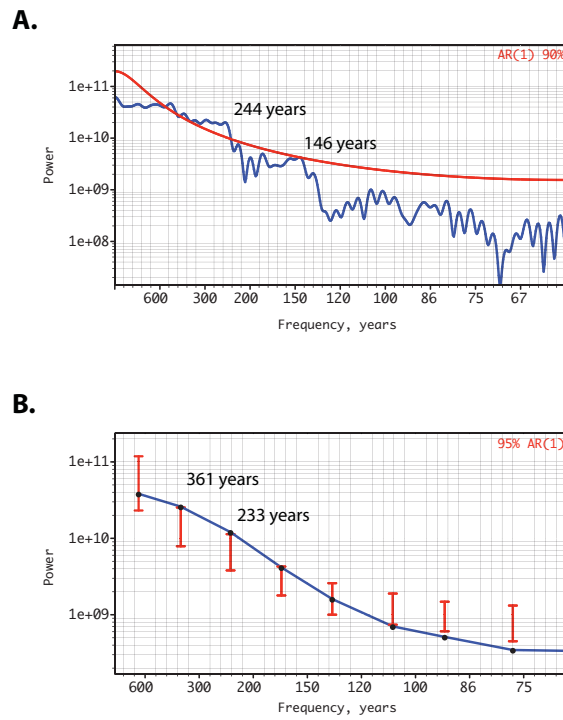 A.
AR(1) 90%
1e+11
244 years
1e+10
146 years
Power
1e+09
1e+08
600 300 200 150 120 100 86 75 67
Frequency, years
B.
95% AR(1)
1e+11
361 years
233 years
1e+10
Power
1e+09
600 300 200 150 120 100 86 75
Frequency, years